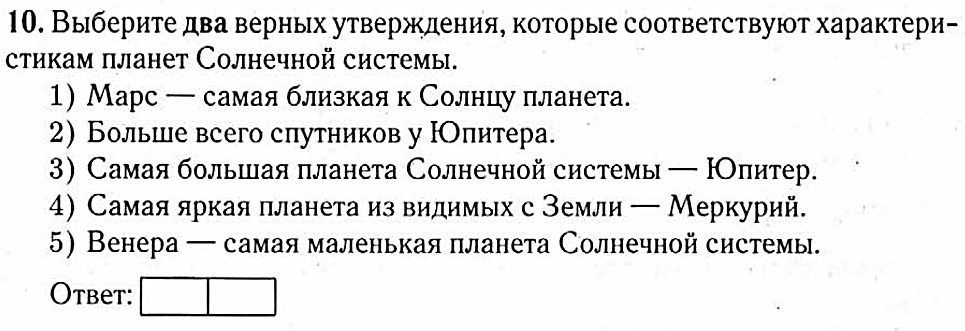 10. Выберите два верных утверждения, которые соответствуют характери-
стикам планет Солнечной системы.
1) Марс — самая близкая к Солнцу планета.
2) Больше всего спутников у Юпитера.
3) Самая большая планета Солнечной системы — Юпитер.
4) Самая яркая планета из видимых с Земли — Меркурий.
5) Венера — самая маленькая планета Солнечной системы.
Ответ: